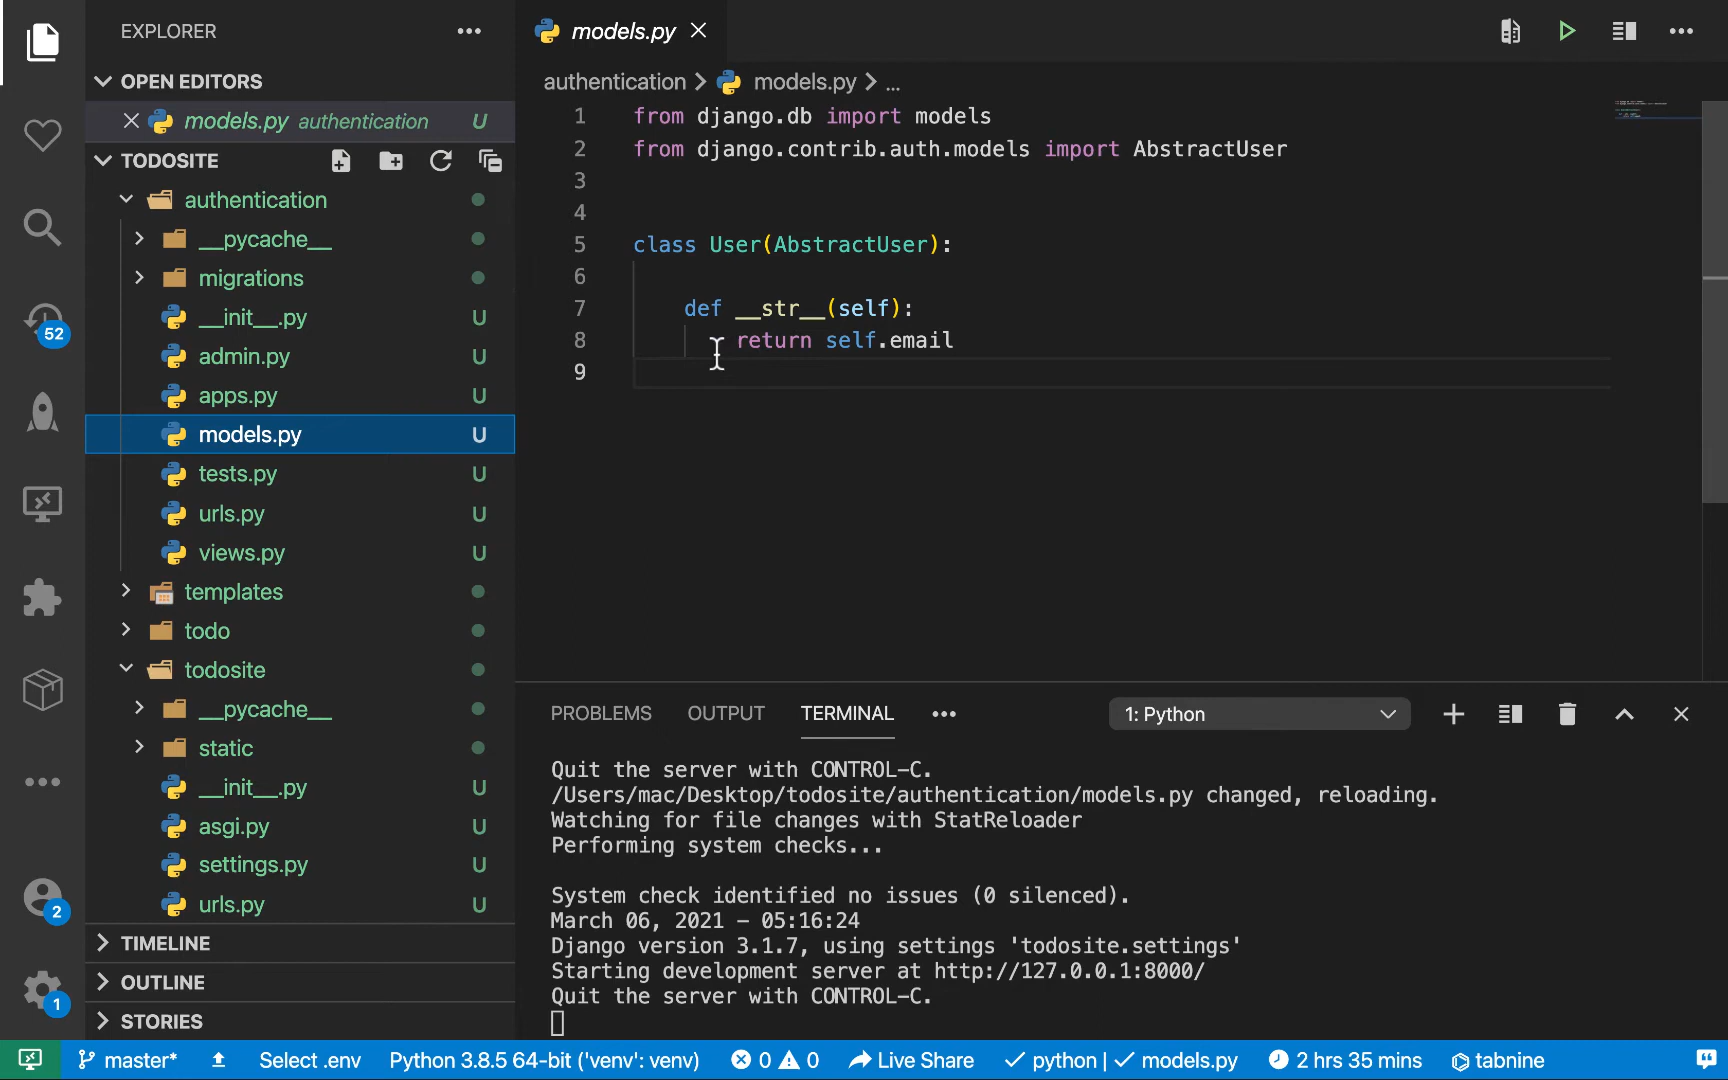 EXPLORER
OPEN EDITORS
models.py authentication U
TODOSITE
authentication
__pycache__
migrations
__init__.py U
admin.py U
apps.py U
models.py U
tests.py U
urls.py U
views.py U
templates
todo
todosite
__pycache__
static
__init__.py U
asgi.py U
settings.py U
urls.py U
TIMELINE
OUTLINE
STORIES
52
2
1
models.py
authentication > models.py > ...
1 from django.db import models
2 from django.contrib.auth.models import AbstractUser
3
4
5 class User(AbstractUser):
6
7 def __str__(self):
8 return self.email
9
PROBLEMS OUTPUT TERMINAL ... 1: Python
Quit the server with CONTROL-C.
/Users/mac/Desktop/todosite/authentication/models.py changed, reloading.
Watching for file changes with StatReloader
Performing system checks...
System check identified no issues (0 silenced).
March 06, 2021 - 05:16:24
Django version 3.1.7, using settings 'todosite.settings'
Starting development server at http://127.0.0.1:8000/
Quit the server with CONTROL-C.
master* Select .env Python 3.8.5 64-bit ('venv': venv) 0 0 Live Share python | models.py 2 hrs 35 mins tabnine